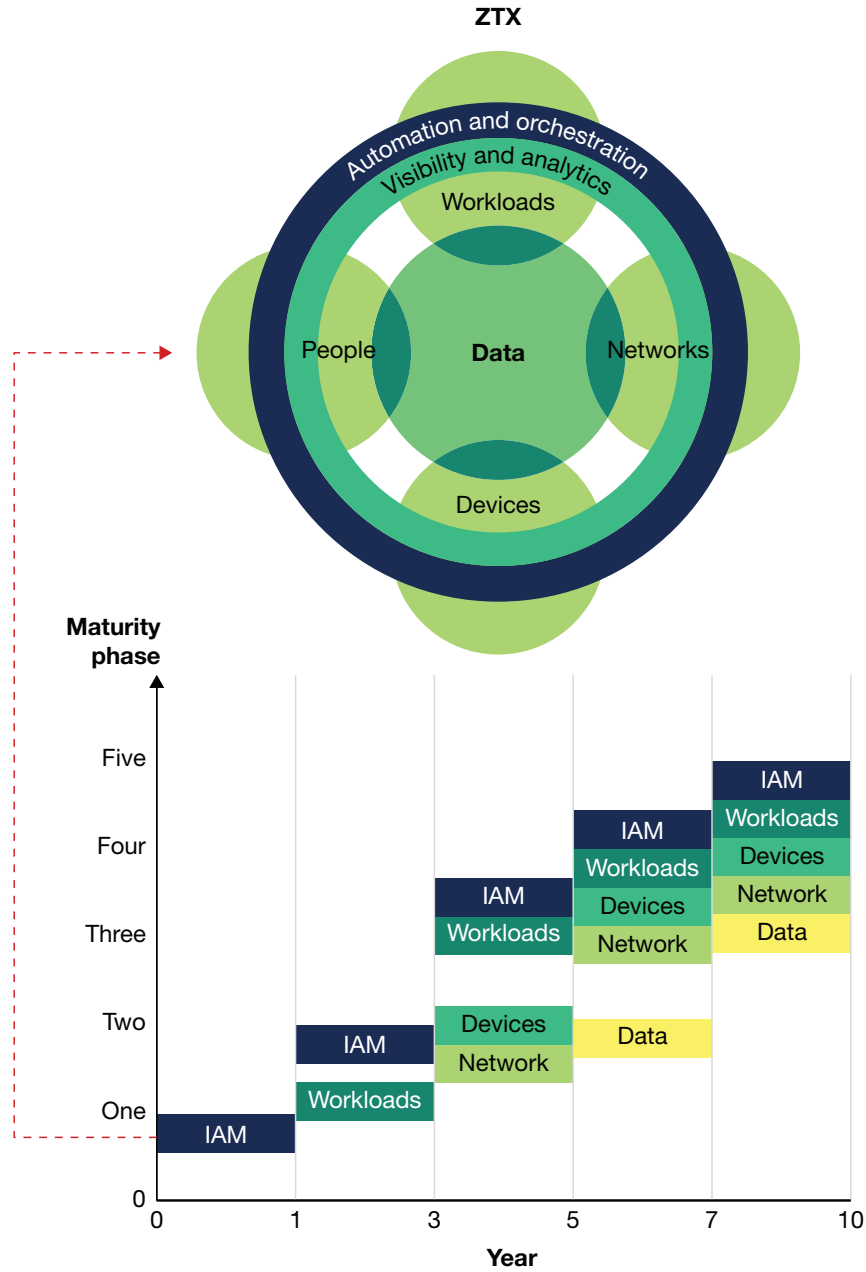 ZTX
Automation and orchestration
Visibility and analytics
Workloads
People
Data
Networks
Devices
Maturity
phase
Five
IAM
Workloads
Devices
Network
Data
Four
IAM
Workloads
Devices
Network
Three
IAM
Workloads
Two
Devices
Network
Data
IAM
Workloads
One
IAM
0
0
1
3
5
7
10
Year